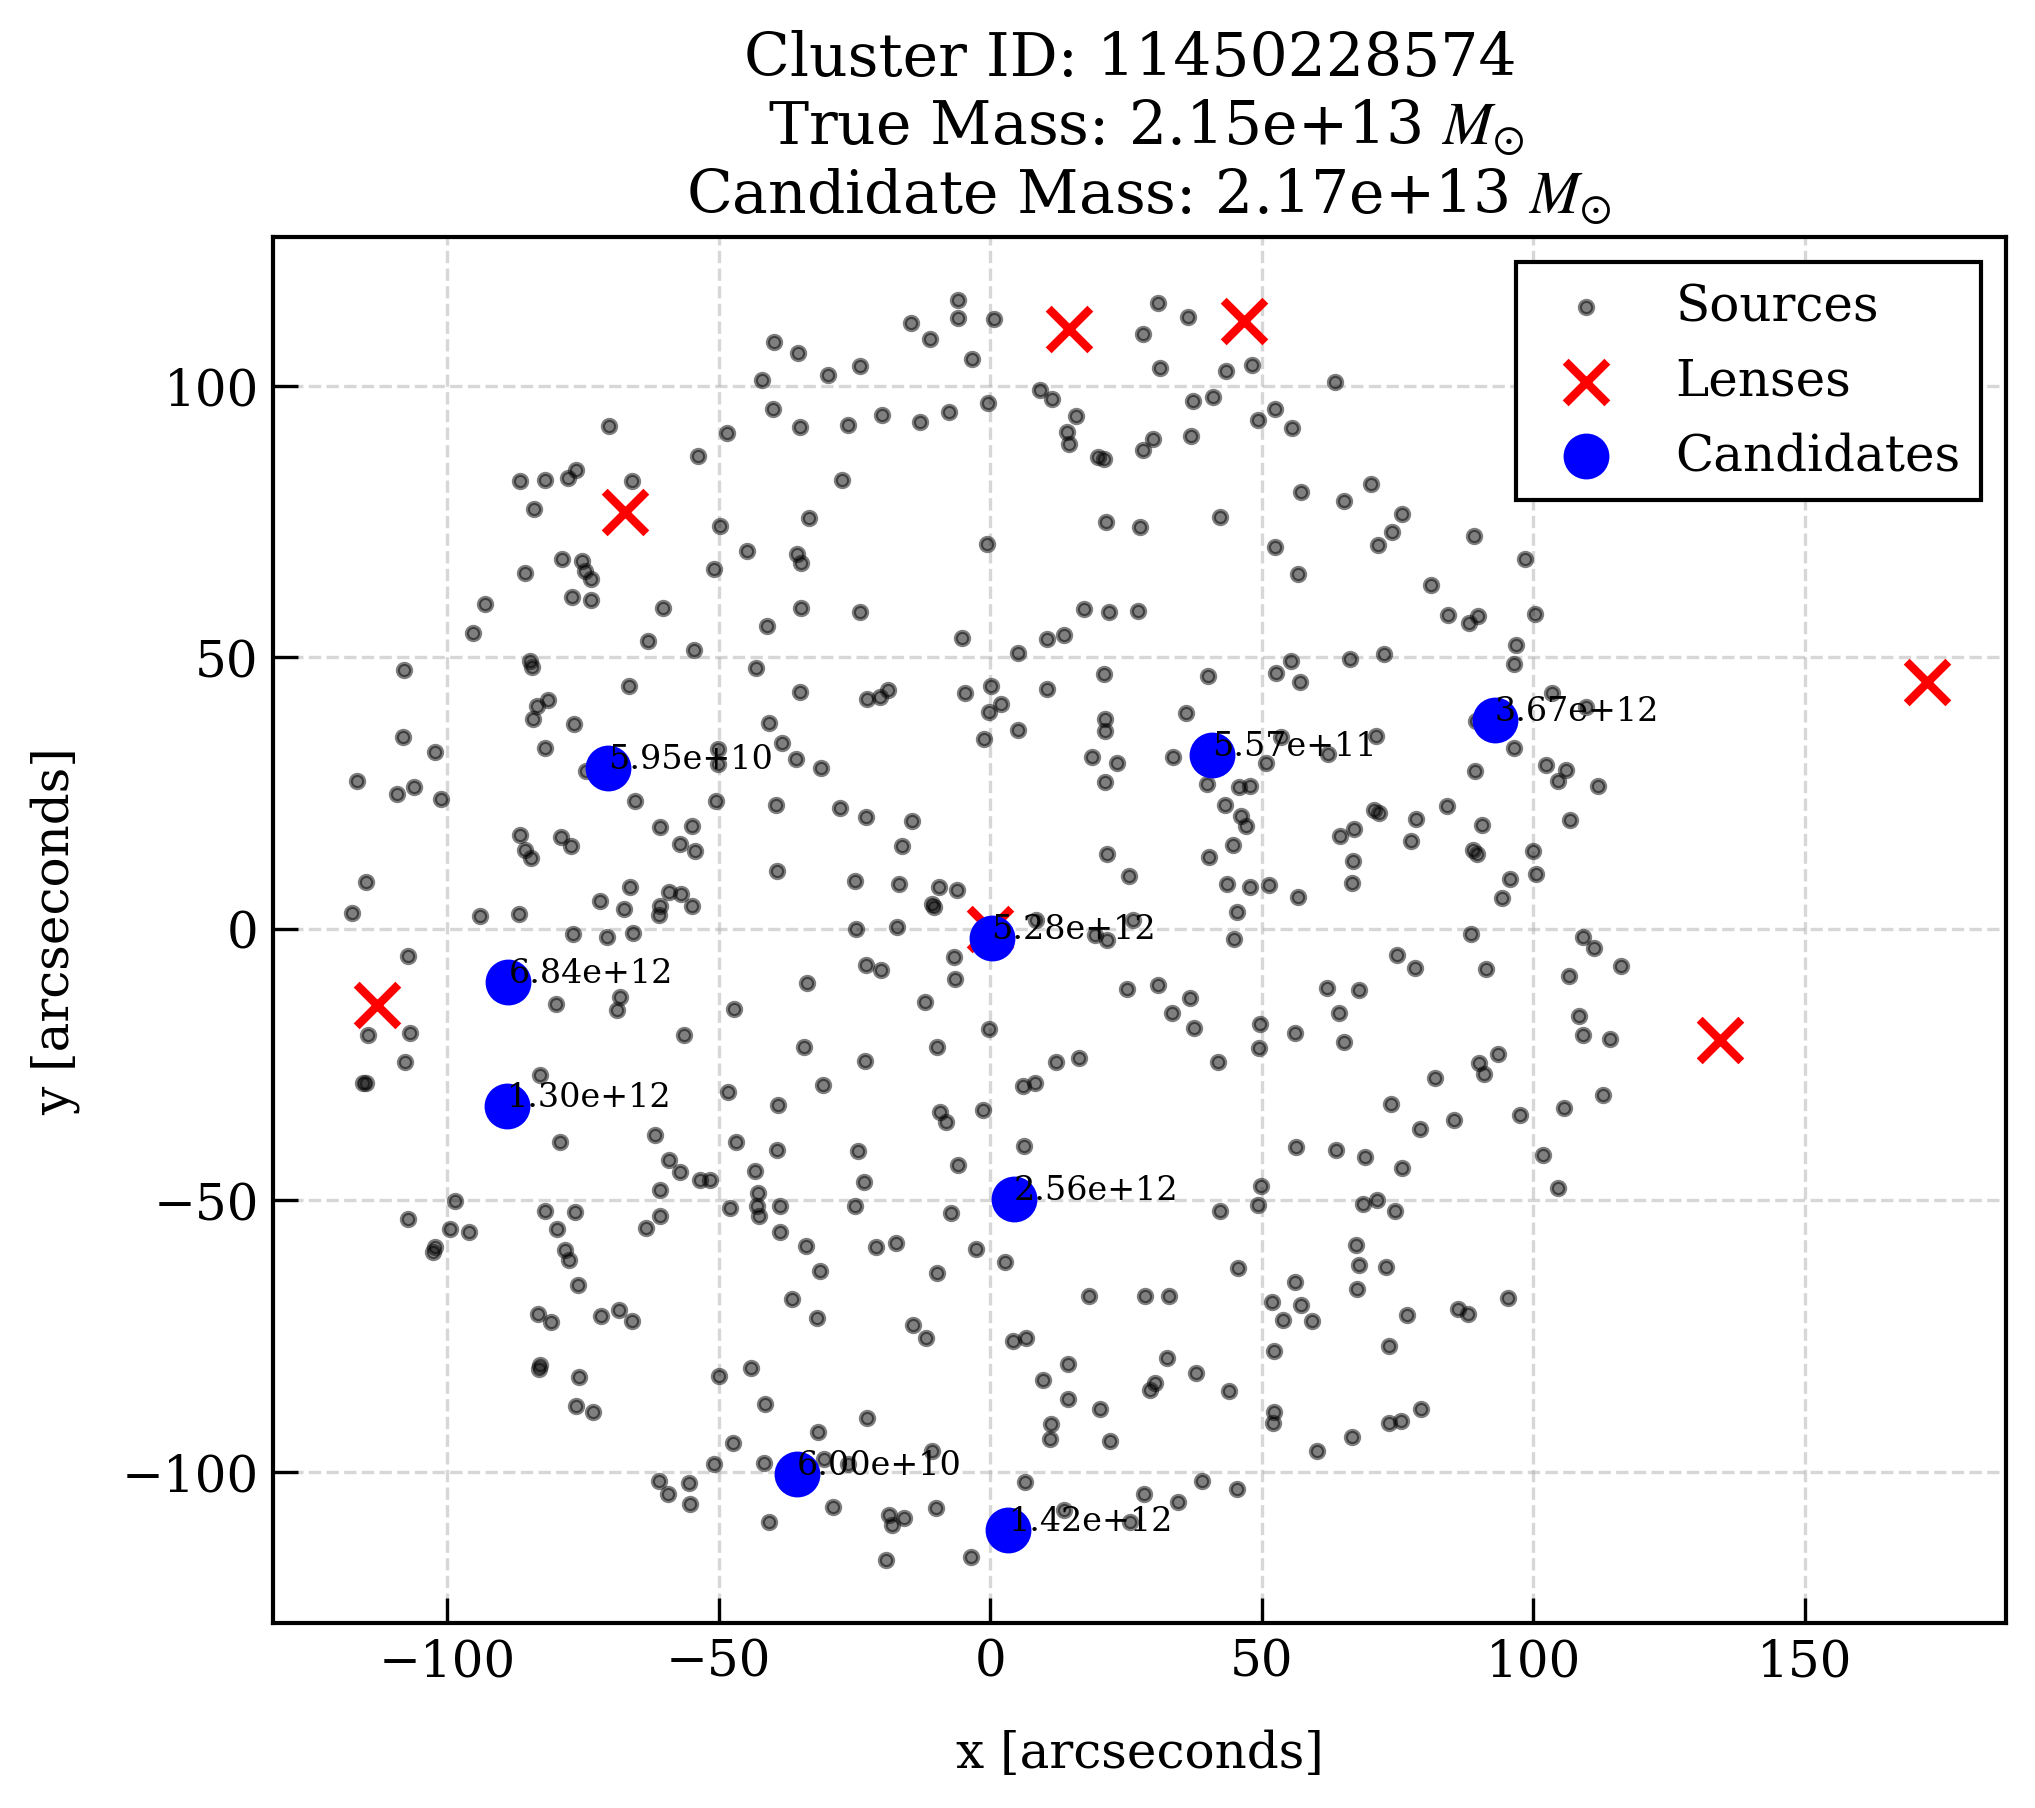 Cluster ID: 11450228574
True Mass: 2.15e+13 M⊙
Candidate Mass: 2.17e+13 M⊙
Sources
Lenses
Candidates
100
50
0
−50
−100
y [arcseconds]
3.67e+12
5.57e+11
5.95e+10
5.28e+12
6.84e+12
1.30e+12
2.56e+12
6.00e+10
1.42e+12
−100
−50
0
50
100
150
x [arcseconds]